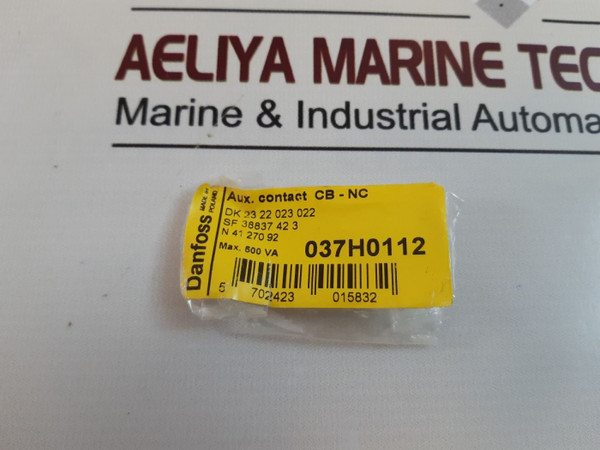 AELIYA MARINE TEC
Marine & Industrial Automa
Danfoss
MADE IN
POLAND
Aux. contact CB - NC
DK 23 22 023 022
SF 38837 42 3
N 41 270 92
Max. 500 VA
037H0112
5 702423 015832